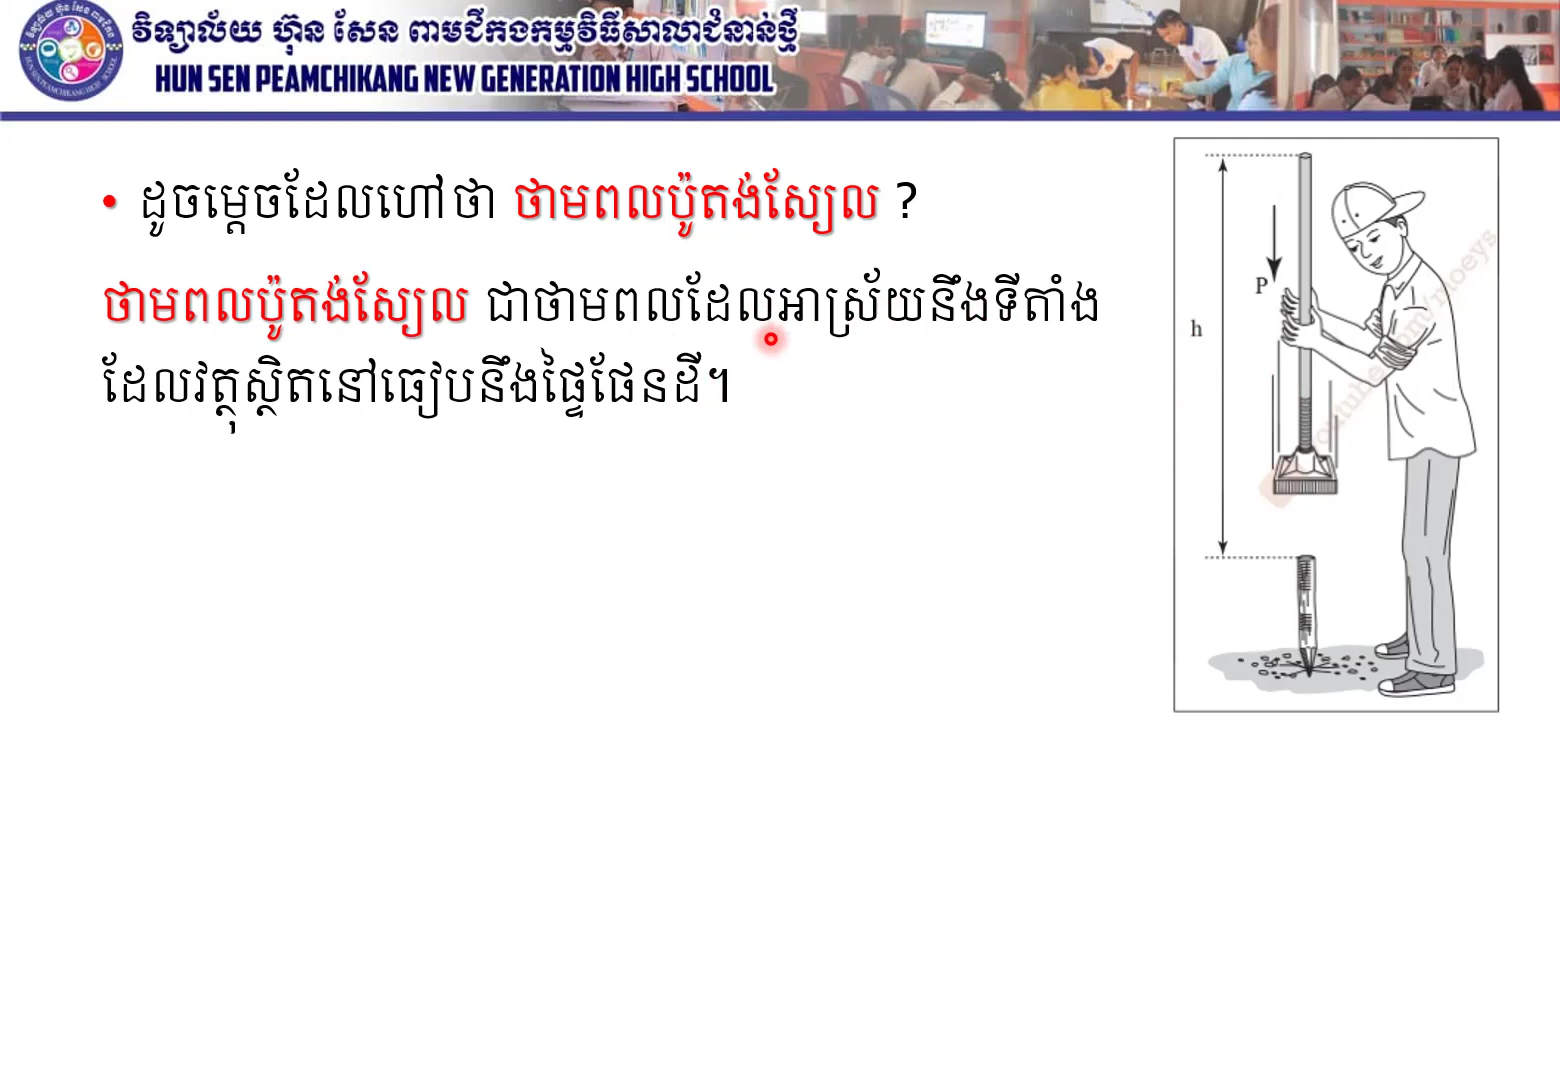 វិទ្យាល័យ ហ៊ុន សែន ពាមជីកងកម្មវិធីសាលាជំនាន់ថ្មី
HUN SEN PEAMCHIKANG NEW GENERATION HIGH SCHOOL
• ដូចម្ដេចដែលហៅថា ថាមពលប៉ូតង់ស្យែល ?
ថាមពលប៉ូតង់ស្យែល ជាថាមពលដែលអាស្រ័យនឹងទីតាំង
ដែលវត្ថុស្ថិតនៅធៀបនឹងផ្ទៃផែនដី។
P
h